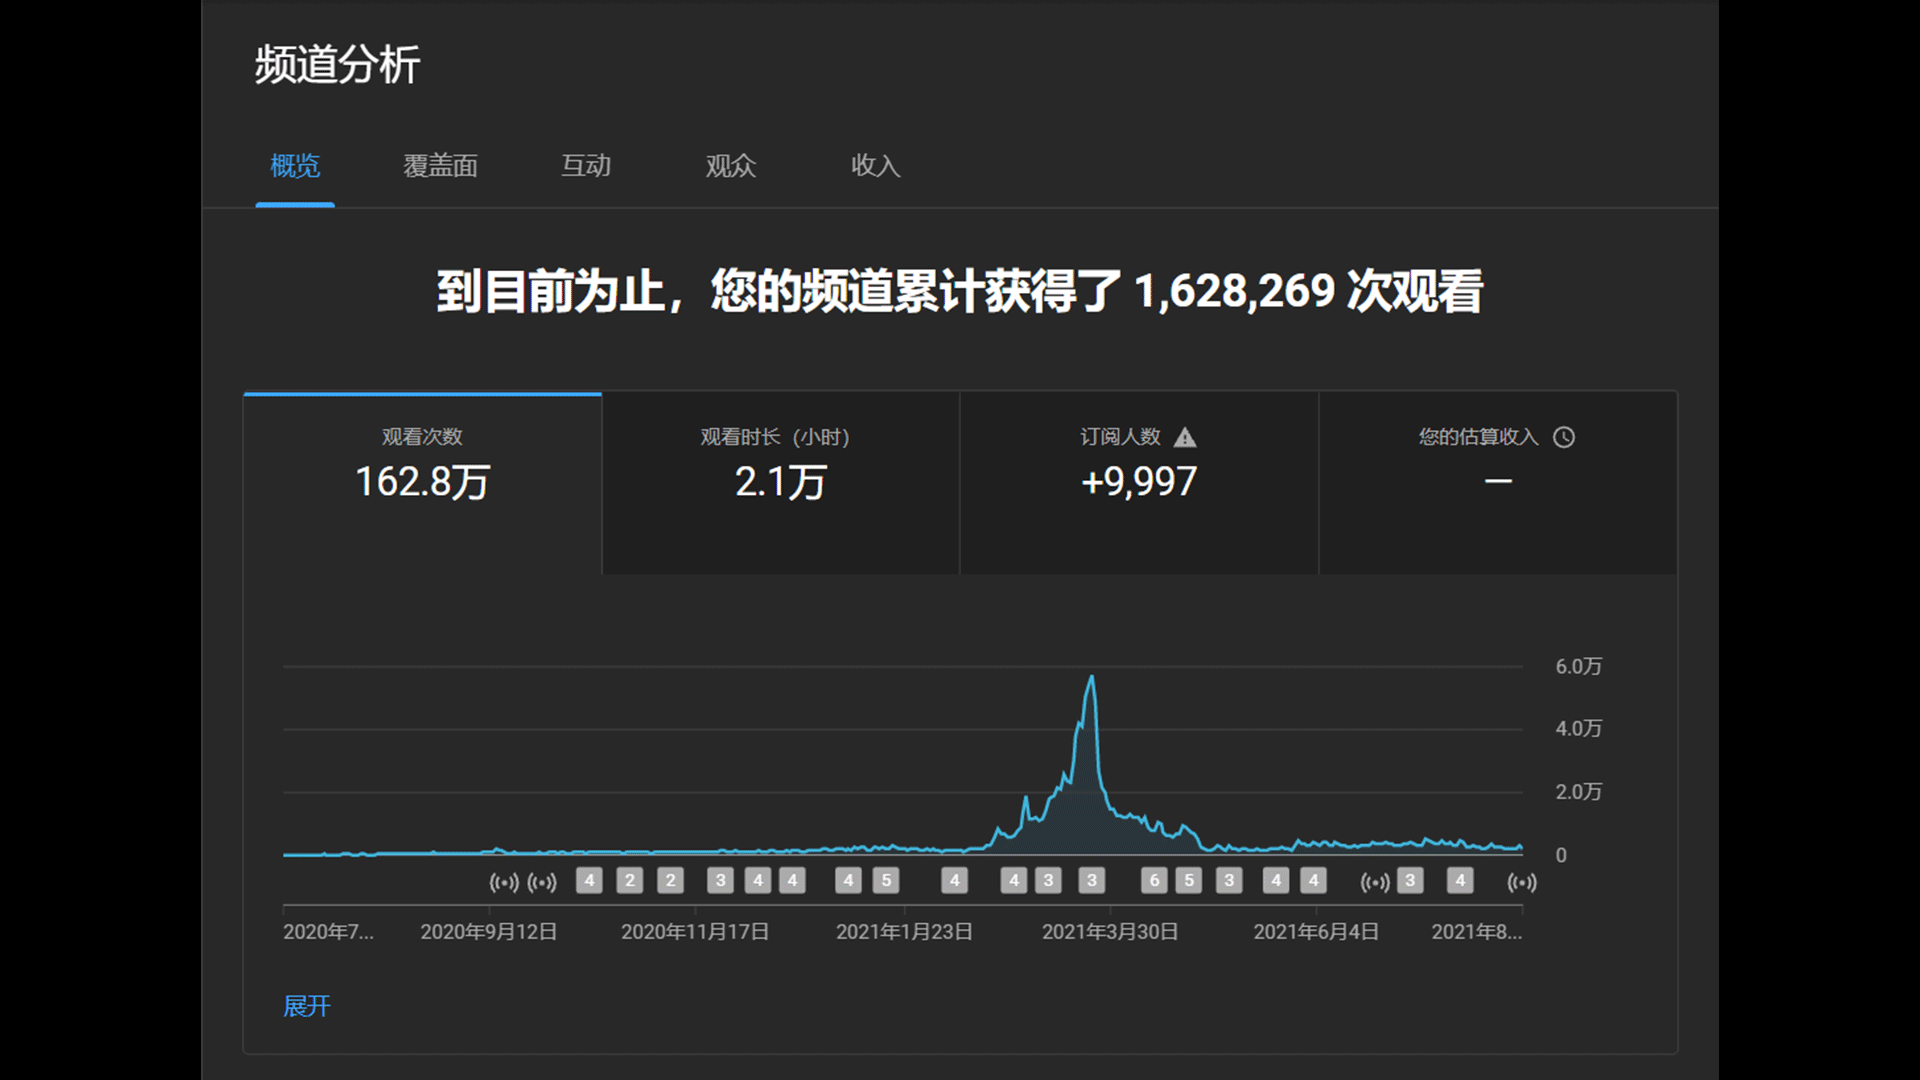 频道分析
概览 覆盖面 互动 观众 收入
到目前为止，您的频道累计获得了 1,628,269 次观看
观看次数 观看时长（小时） 订阅人数 您的估算收入
162.8万 2.1万 +9,997 —
6.0万
4.0万
2.0万
0
4 2 2 3 4 4 4 5 4 4 3 3 6 5 3 4 4 3 4
2020年7... 2020年9月12日 2020年11月17日 2021年1月23日 2021年3月30日 2021年6月4日 2021年8...
展开